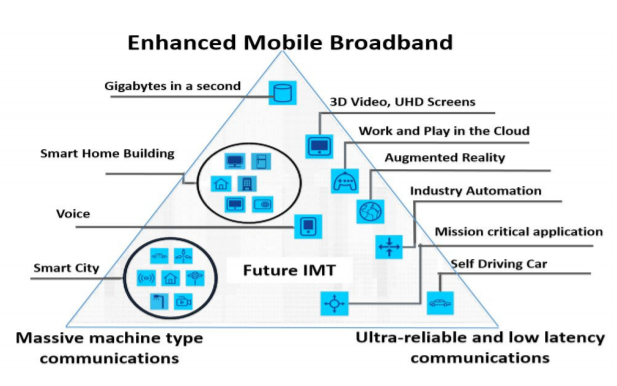 Enhanced Mobile Broadband
Gigabytes in a second
3D Video, UHD Screens
Work and Play in the Cloud
Smart Home Building
Augmented Reality
Industry Automation
Voice
Mission critical application
Smart City
Future IMT
Self Driving Car
Massive machine type
communications
Ultra-reliable and low latency
communications